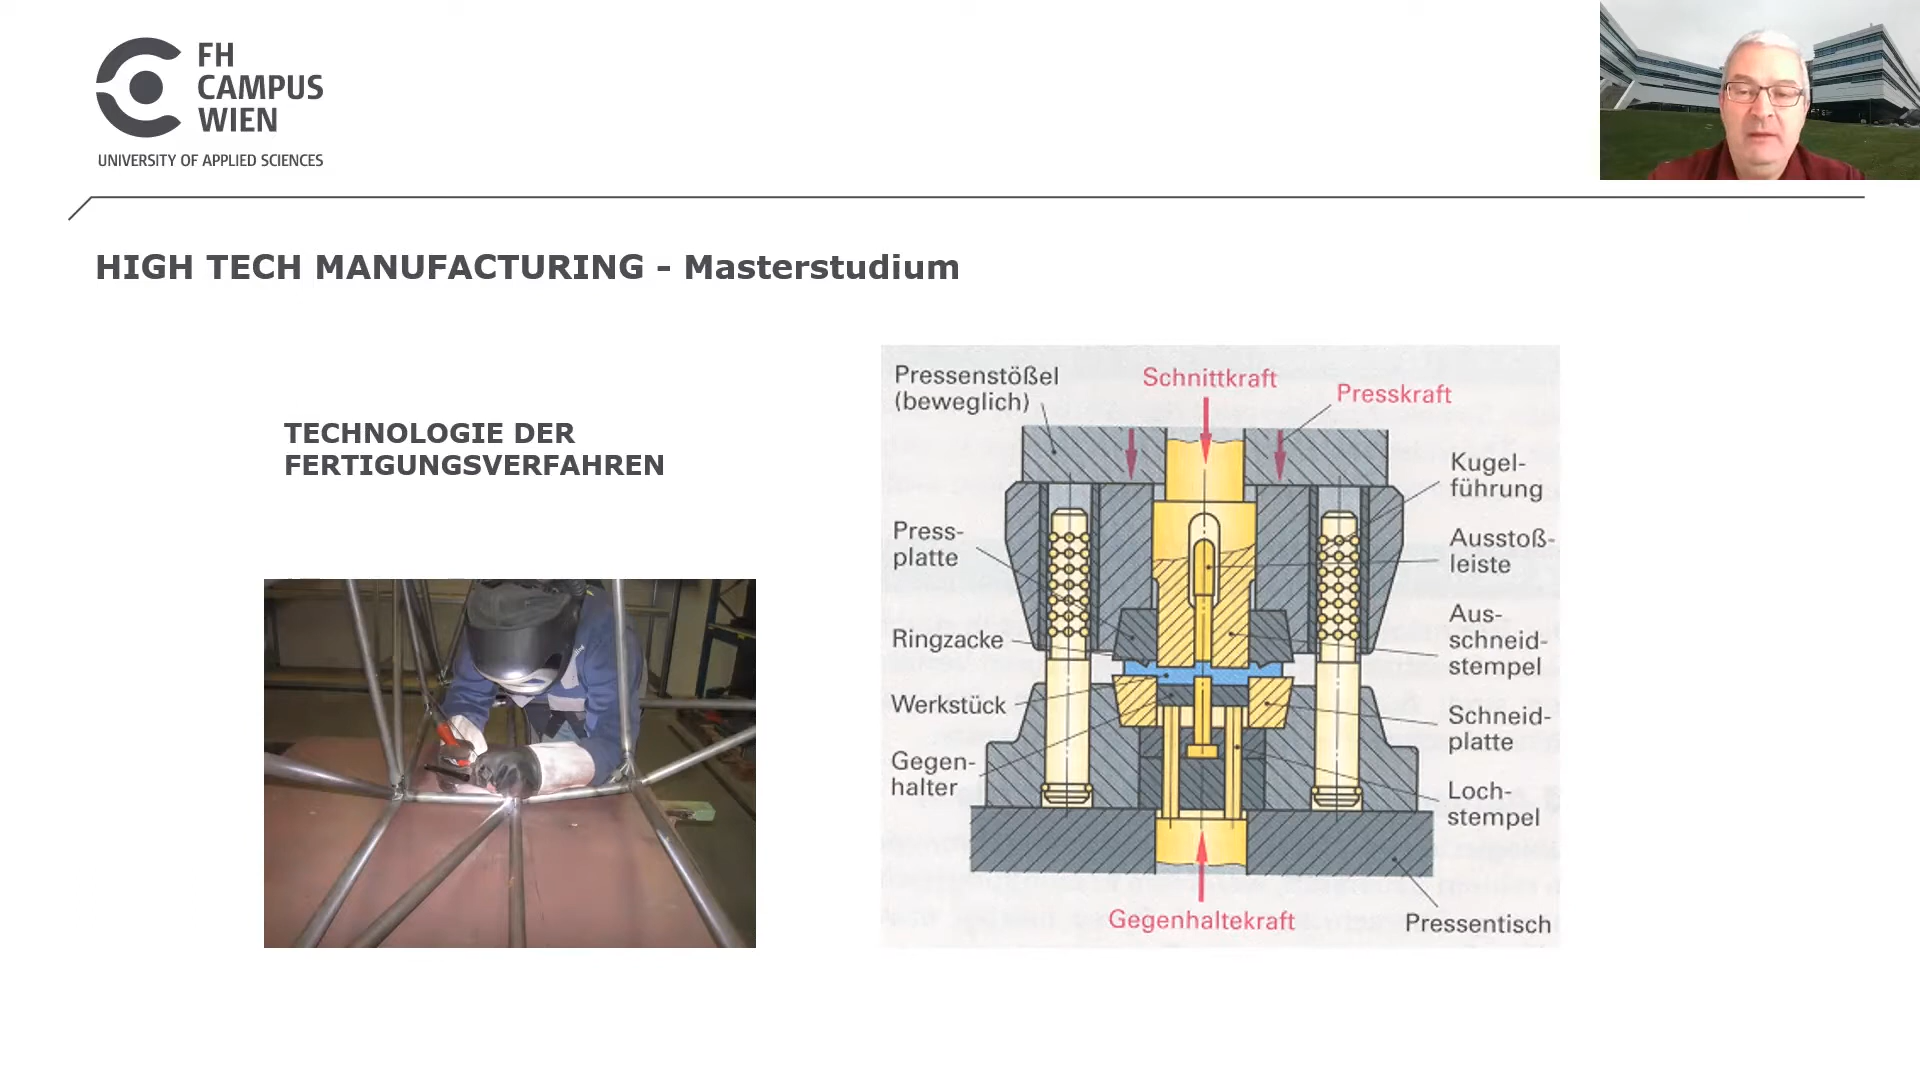 FH
CAMPUS
WIEN
UNIVERSITY OF APPLIED SCIENCES
HIGH TECH MANUFACTURING - Masterstudium
TECHNOLOGIE DER
FERTIGUNGSVERFAHREN
Pressenstößel
(beweglich)
Schnittkraft
Presskraft
Kugel-
führung
Press-
platte
Ausstoß-
leiste
Ringzacke
Aus-
schneid-
stempel
Werkstück
Schneid-
platte
Gegen-
halter
Loch-
stempel
Gegenhaltekraft
Pressentisch